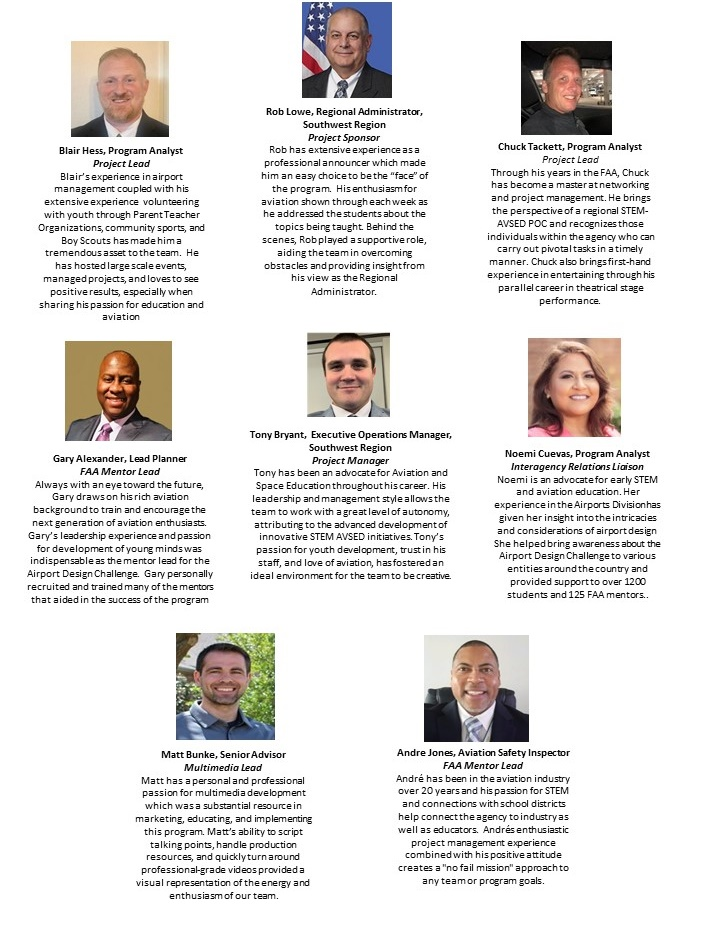 Blair Hess, Program Analyst
Project Lead
Blair's experience in airport
management coupled with his
extensive experience volunteering
with youth through Parent Teacher
Organizations, community sports, and
Boy Scouts has made him a
tremendous asset to the team. He
has hosted large scale events,
managed projects, and loves to see
positive results, especially when
sharing his passion for education and
aviation
Rob Lowe, Regional Administrator,
Southwest Region
Project Sponsor
Rob has extensive experience as a
professional announcer which made
him an easy choice to be the “face” of
the program. His enthusiasm for
aviation shown through each week as
he addressed the students about the
topics being taught. Behind the
scenes, Rob played a supportive role,
aiding the team in overcoming
obstacles and providing insight from
his view as the Regional
Administrator.
Chuck Tackett, Program Analyst
Project Lead
Through his years in the FAA, Chuck
has become a master at networking
and project management. He brings
the perspective of a regional STEM-
AVSED POC and recognizes those
individuals within the agency who can
carry out pivotal tasks in a timely
manner. Chuck also brings first-hand
experience in entertaining through his
parallel career in theatrical stage
performance.
Gary Alexander, Lead Planner
FAA Mentor Lead
Always with an eye toward the future,
Gary draws on his rich aviation
background to train and encourage the
next generation of aviation enthusiasts.
Gary's leadership experience and passion
for development of young minds was
indispensable as the mentor lead for the
Airport Design Challenge. Gary personally
recruited and trained many of the mentors
that aided in the success of the program
Tony Bryant, Executive Operations Manager,
Southwest Region
Project Manager
Tony has been an advocate for Aviation and
Space Education throughout his career. His
leadership and management style allows the
team to work with a great level of autonomy,
attributing to the advanced development of
innovative STEM AVSED initiatives. Tony's
passion for youth development, trust in his
staff, and love of aviation, has fostered an
ideal environment for the team to be creative.
Noemi Cuevas, Program Analyst
Interagency Relations Liaison
Noemi is an advocate for early STEM
and aviation education. Her
experience in the Airports Divisionhas
given her insight into the intricacies
and considerations of airport design
She helped bring awareness about the
Airport Design Challenge to various
entities around the country and
provided support to over 1200
students and 125 FAA mentors..
Matt Bunke, Senior Advisor
Multimedia Lead
Matt has a personal and professional
passion for multimedia development
which was a substantial resource in
marketing, educating, and implementing
this program. Matt's ability to script
talking points, handle production
resources, and quickly turn around
professional-grade videos provided a
visual representation of the energy and
enthusiasm of our team.
Andre Jones, Aviation Safety Inspector
FAA Mentor Lead
André has been in the aviation industry
over 20 years and his passion for STEM
and connections with school districts
help connect the agency to industry as
well as educators. Andrés enthusiastic
project management experience
combined with his positive attitude
creates a "no fail mission" approach to
any team or program goals.